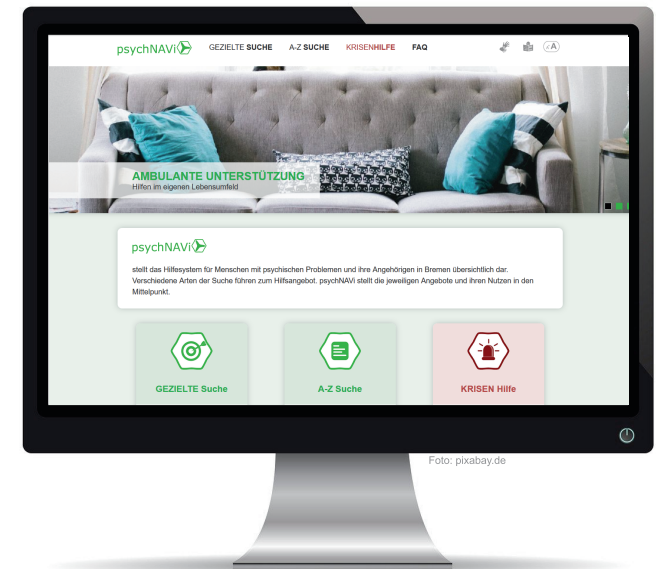 psychNAVi
GEZIELTE SUCHE A-Z SUCHE KRISENHILFE FAQ
AA
AMBULANTE UNTERSTÜTZUNG
Hilfen im eigenen Lebensumfeld
psychNAVi
stellt das Hilfesystem für Menschen mit psychischen Problemen und ihre Angehörigen in Bremen übersichtlich dar.
Verschiedene Arten der Suche führen zum Hilfsangebot. psychNAVi stellt die jeweiligen Angebote und ihren Nutzen in den
Mittelpunkt.
GEZIELTE Suche
A-Z Suche
KRISEN Hilfe
Foto: pixabay.de